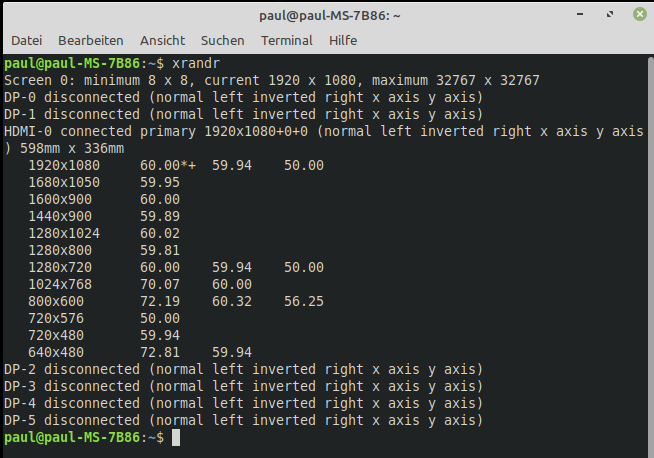 paul@paul-MS-7B86: ~
Datei Bearbeiten Ansicht Suchen Terminal Hilfe
paul@paul-MS-7B86:~$ xrandr
Screen 0: minimum 8 x 8, current 1920 x 1080, maximum 32767 x 32767
DP-0 disconnected (normal left inverted right x axis y axis)
DP-1 disconnected (normal left inverted right x axis y axis)
HDMI-0 connected primary 1920x1080+0+0 (normal left inverted right x axis y axis
) 598mm x 336mm
   1920x1080     60.00*+  59.94    50.00
   1680x1050     59.95
   1600x900      60.00
   1440x900      59.89
   1280x1024     60.02
   1280x800      59.81
   1280x720      60.00    59.94    50.00
   1024x768      70.07    60.00
   800x600       72.19    60.32    56.25
   720x576       50.00
   720x480       59.94
   640x480       72.81    59.94
DP-2 disconnected (normal left inverted right x axis y axis)
DP-3 disconnected (normal left inverted right x axis y axis)
DP-4 disconnected (normal left inverted right x axis y axis)
DP-5 disconnected (normal left inverted right x axis y axis)
paul@paul-MS-7B86:~$